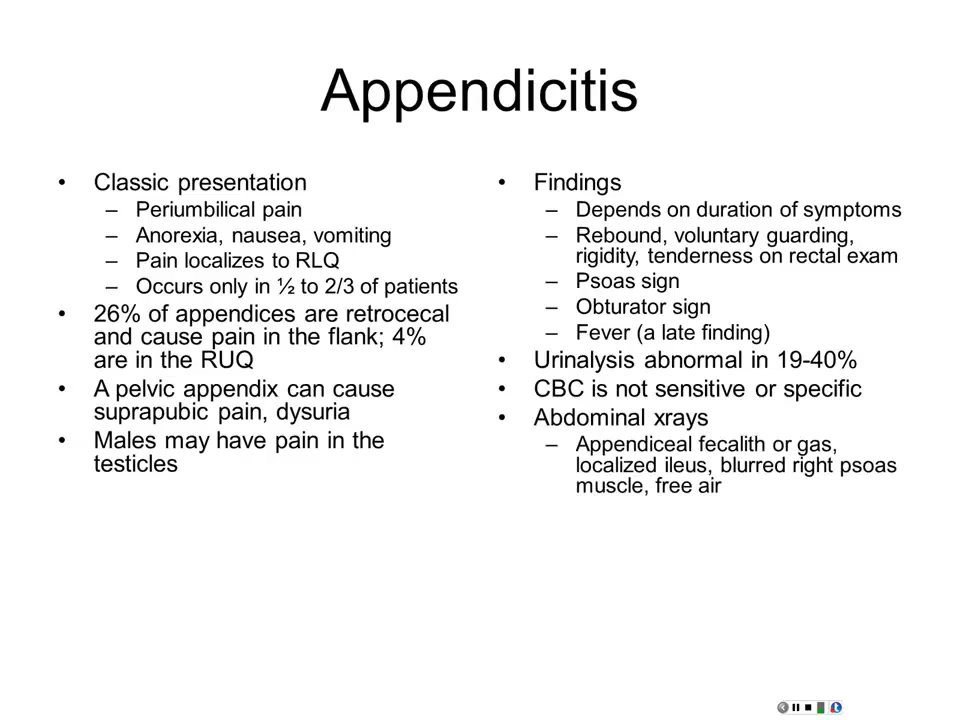 Appendicitis
• Classic presentation
– Periumbilical pain
– Anorexia, nausea, vomiting
– Pain localizes to RLQ
– Occurs only in ½ to 2/3 of patients
• 26% of appendices are retrocecal
and cause pain in the flank; 4%
are in the RUQ
• A pelvic appendix can cause
suprapubic pain, dysuria
• Males may have pain in the
testicles
• Findings
– Depends on duration of symptoms
– Rebound, voluntary guarding,
rigidity, tenderness on rectal exam
– Psoas sign
– Obturator sign
– Fever (a late finding)
• Urinalysis abnormal in 19-40%
• CBC is not sensitive or specific
• Abdominal xrays
– Appendiceal fecalith or gas,
localized ileus, blurred right psoas
muscle, free air